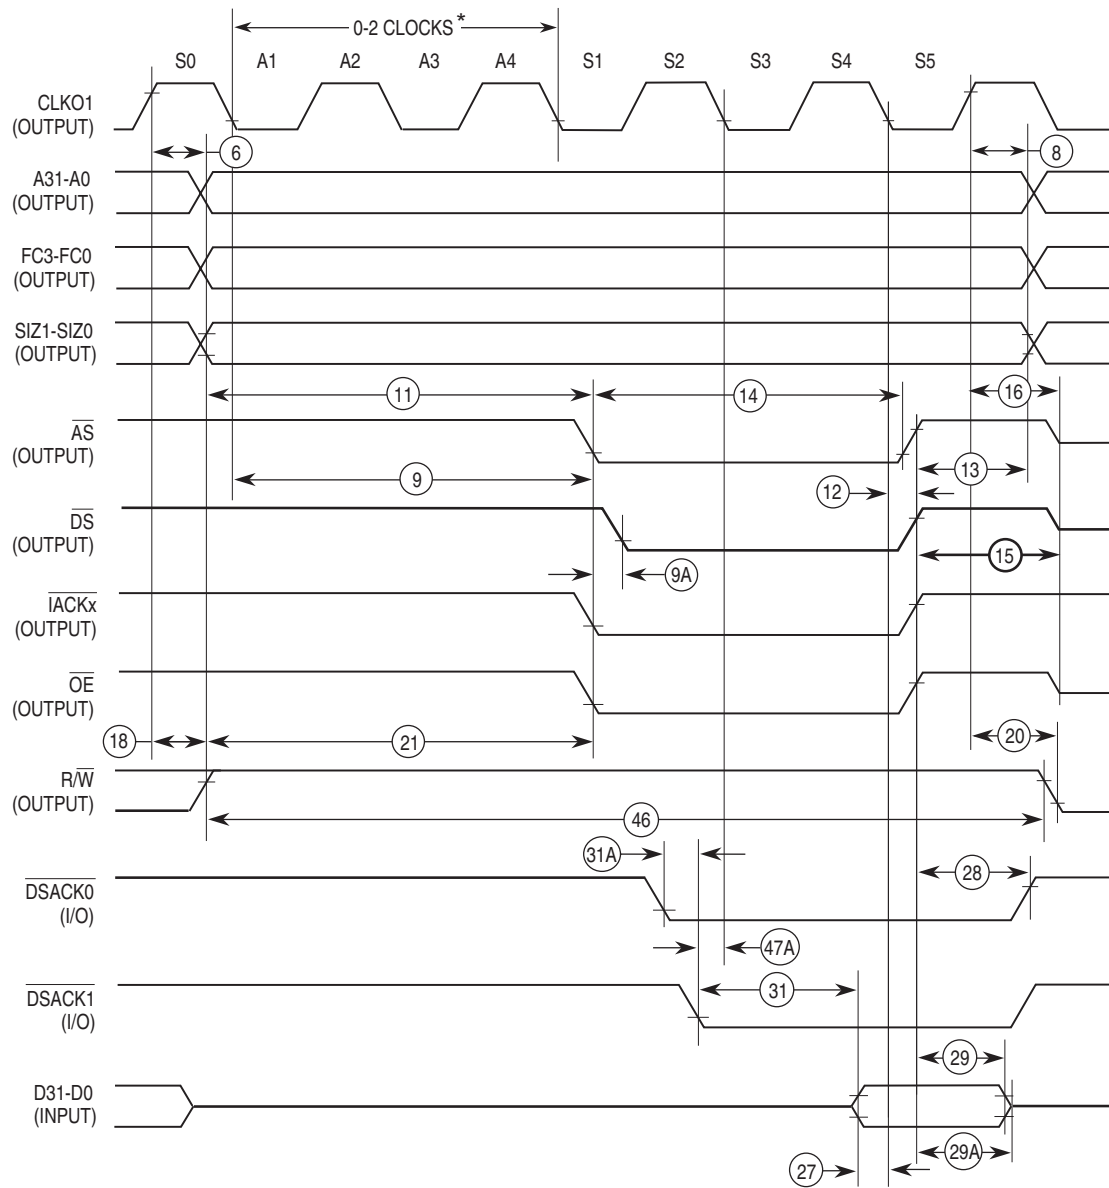 0-2 CLOCKS *
S0 A1 A2 A3 A4 S1 S2 S3 S4 S5
CLKO1
(OUTPUT)
6
8
A31-A0
(OUTPUT)
FC3-FC0
(OUTPUT)
SIZ1-SIZ0
(OUTPUT)
11
14
16
AS
(OUTPUT)
9
13
12
DS
(OUTPUT)
15
9A
IACKx
(OUTPUT)
OE
(OUTPUT)
18
21
20
R/W
(OUTPUT)
46
31A
28
DSACK0
(I/O)
47A
31
DSACK1
(I/O)
29
D31-D0
(INPUT)
29A
27